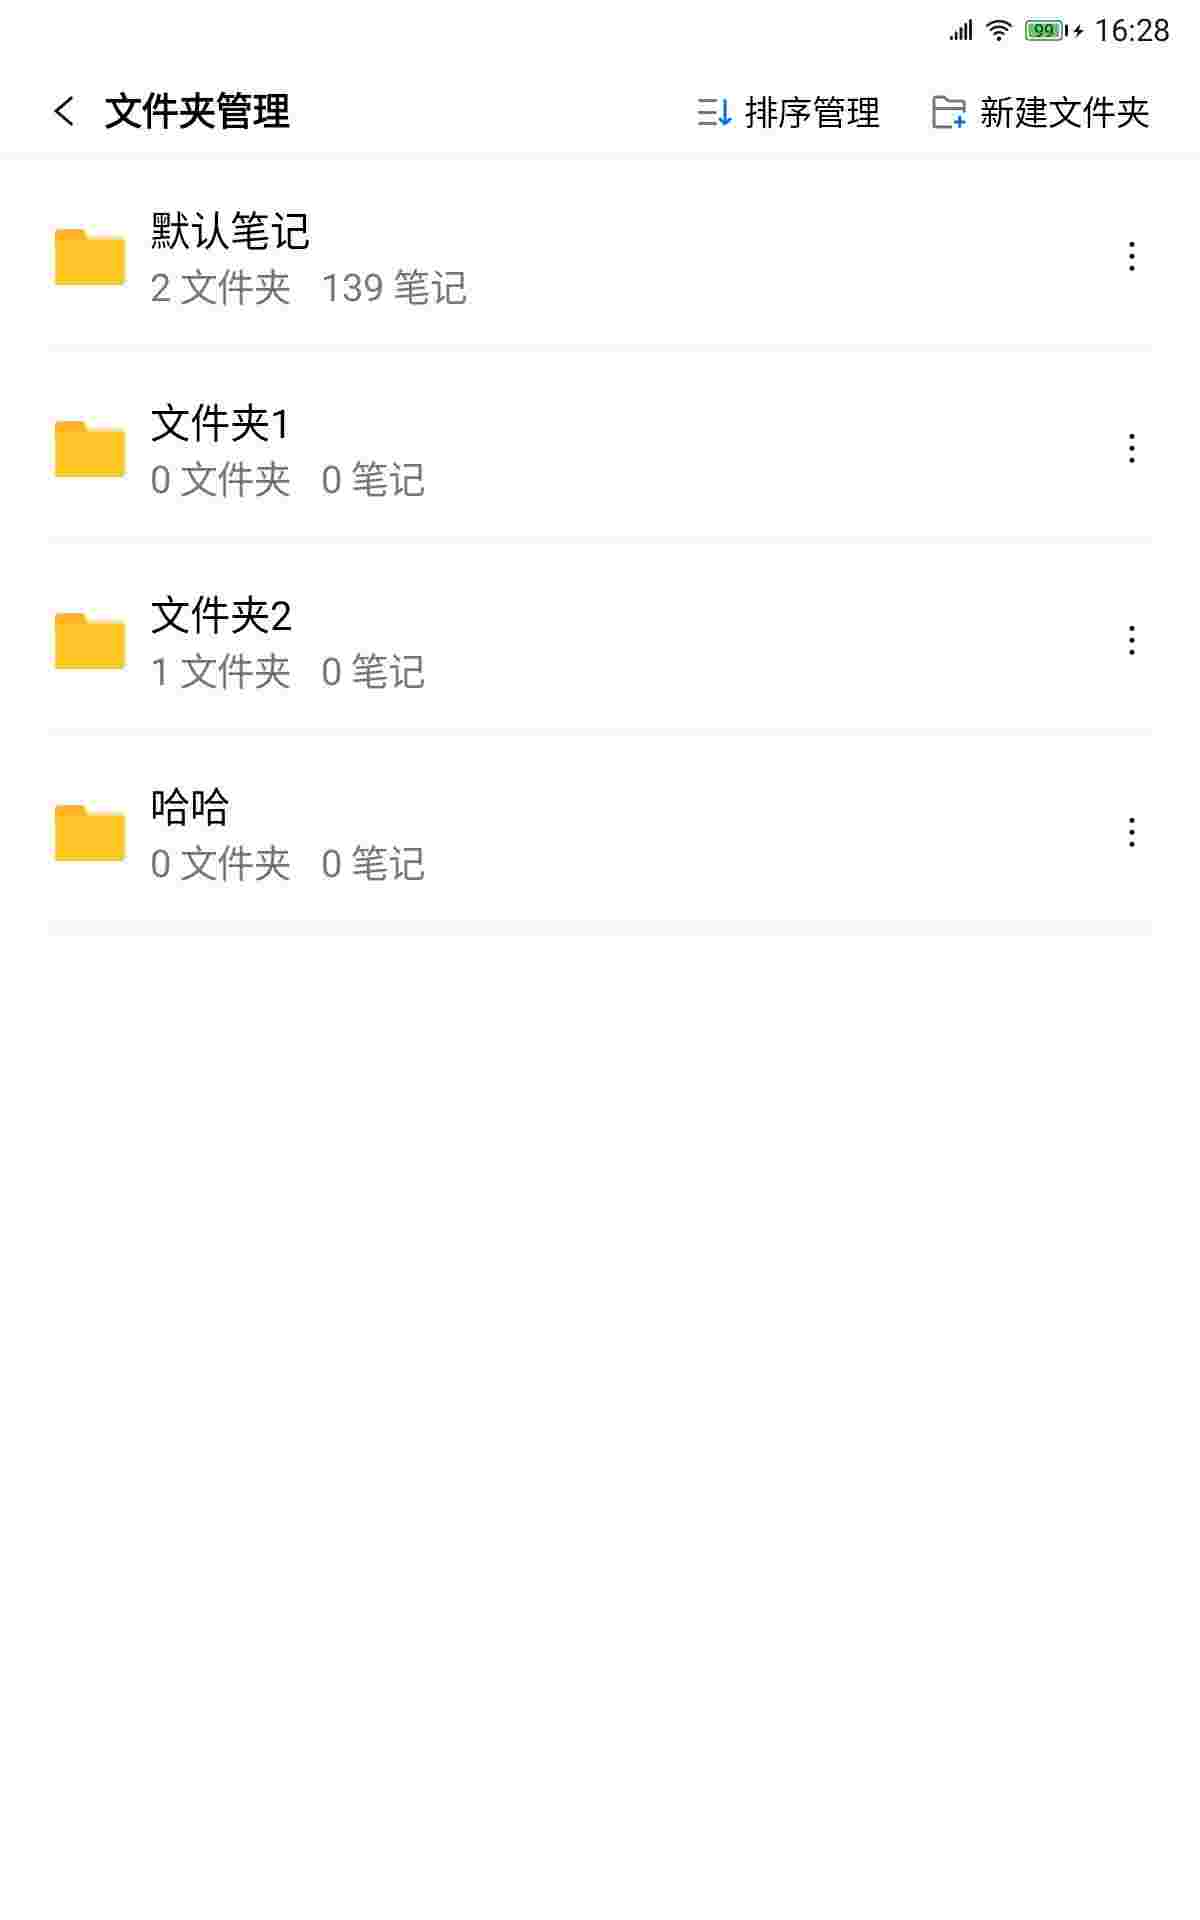 99 16:28
文件夹管理 排序管理 新建文件夹
默认笔记
2 文件夹 139 笔记
文件夹1
0 文件夹 0 笔记
文件夹2
1 文件夹 0 笔记
哈哈
0 文件夹 0 笔记